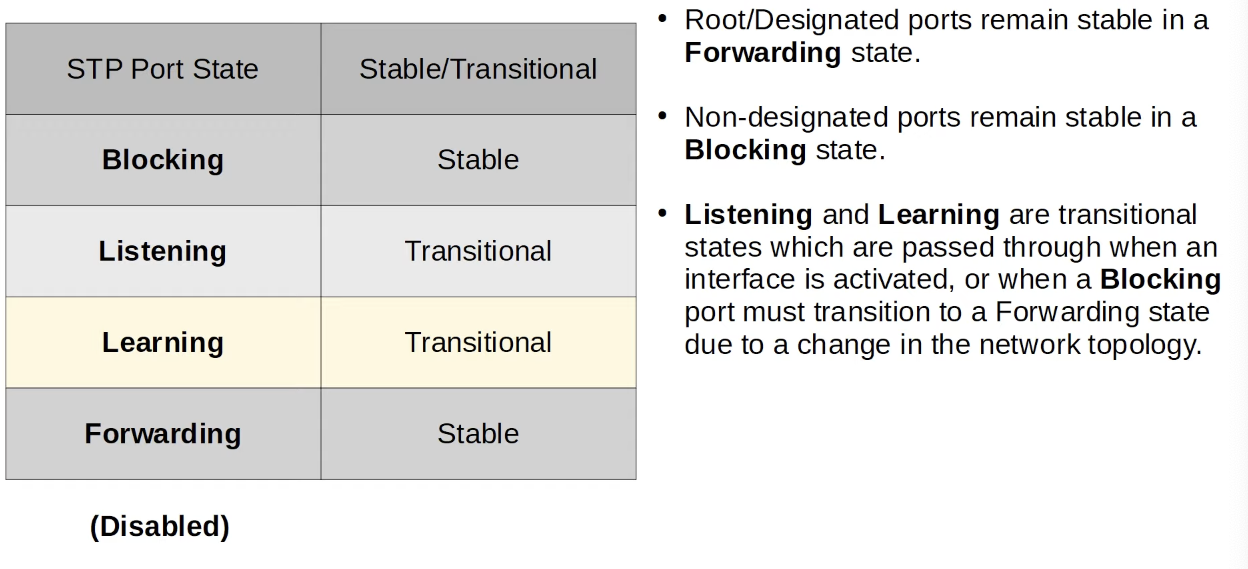 STP Port State Stable/Transitional
Blocking Stable
Listening Transitional
Learning Transitional
Forwarding Stable
(Disabled)
• Root/Designated ports remain stable in a
Forwarding state.
• Non-designated ports remain stable in a
Blocking state.
• Listening and Learning are transitional
states which are passed through when an
interface is activated, or when a Blocking
port must transition to a Forwarding state
due to a change in the network topology.